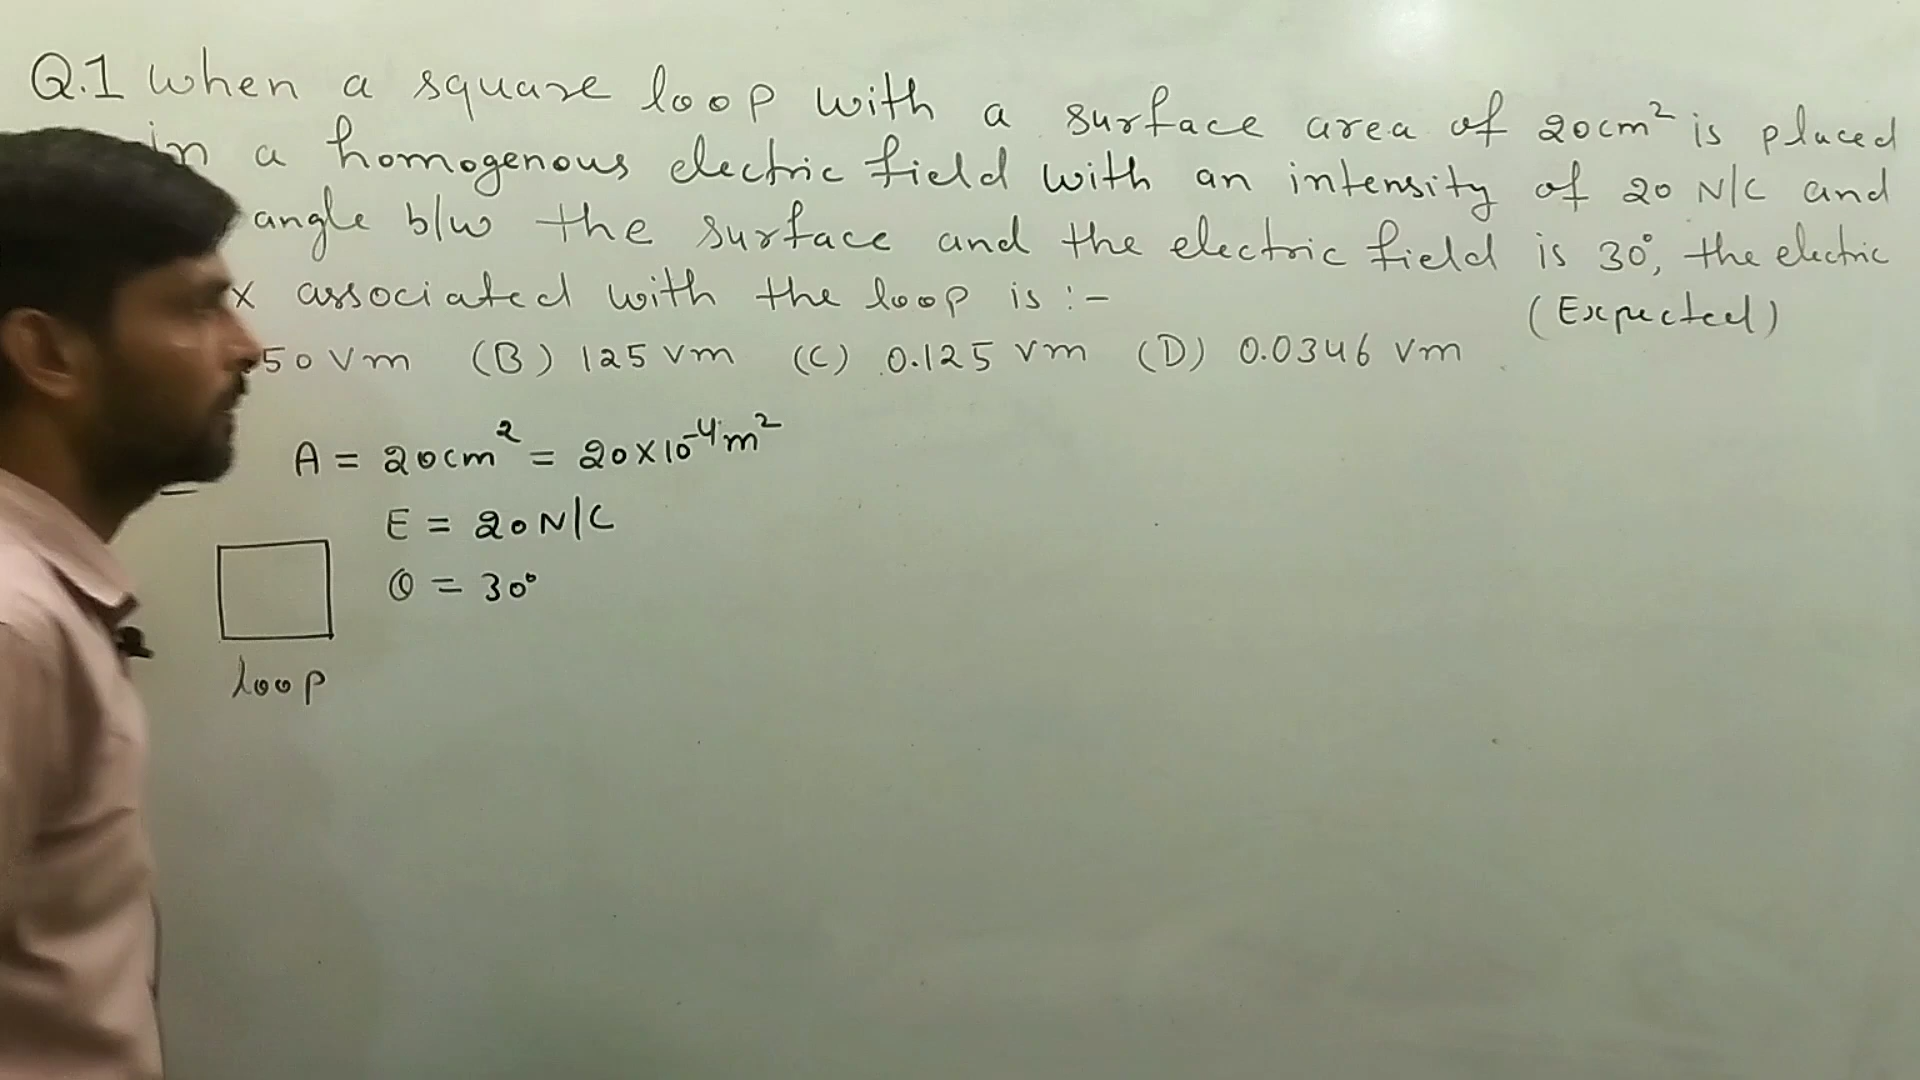 Q.1 When a square loop with a surface area of 20cm² is placed
in a homogenous electric field with an intensity of 20 N/C and
angle b/w the surface and the electric field is 30°, the electric
x associated with the loop is :-
(Expected)
50 Vm (B) 125 Vm (C) 0.125 Vm (D) 0.0346 Vm
A = 20cm² = 20×10⁻⁴m²
E = 20N/C
θ = 30°
loop